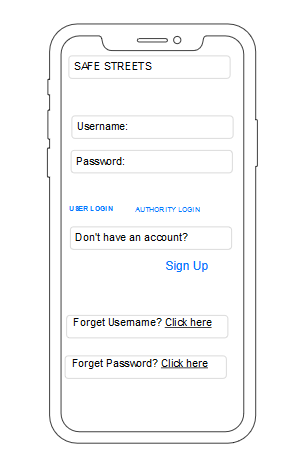 SAFE STREETS
Username:
Password:
USER LOGIN AUTHORITY LOGIN
Don't have an account?
Sign Up
Forget Username? Click here
Forget Password? Click here